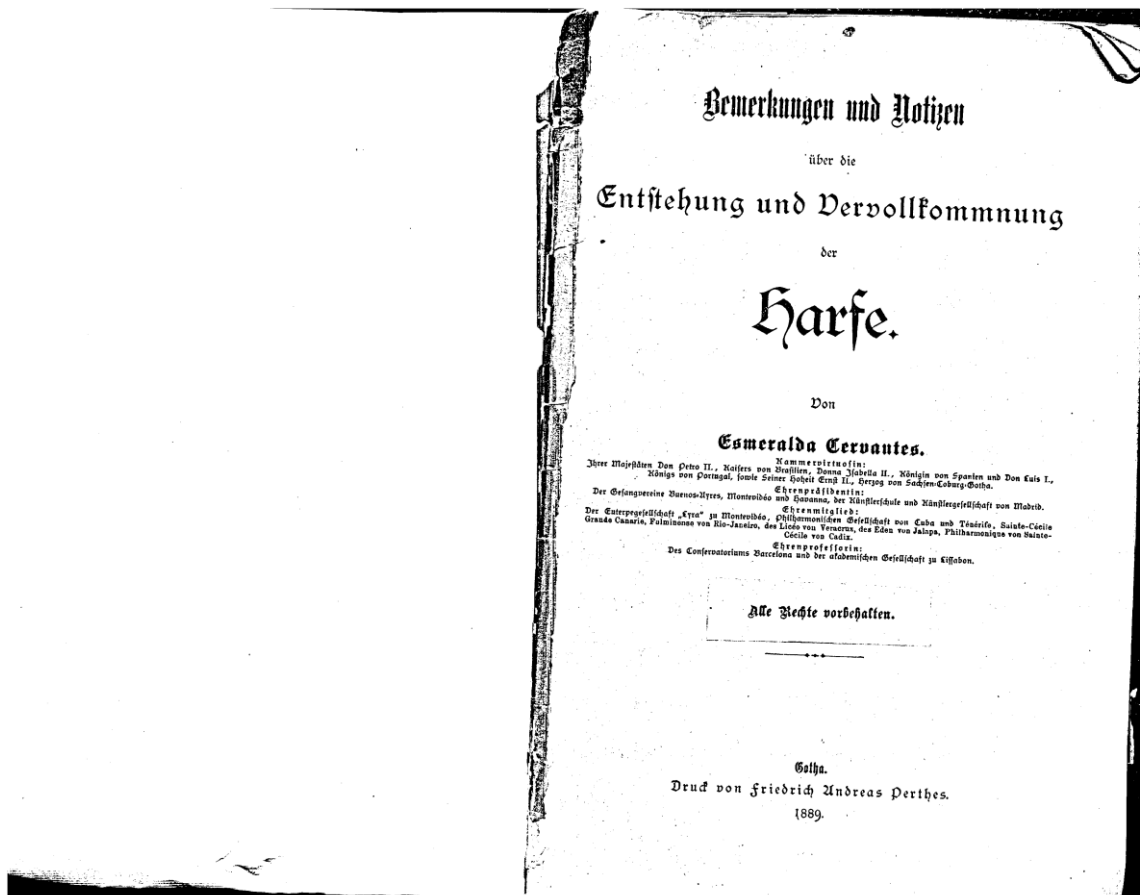 Bemerkungen und Notizen
über die
Entstehung und Vervollkommnung
der
Harfe.
Von
Esmeralda Cervantes.
Kammervirtuosin:
Ihrer Majestäten Don Petro II., Kaisers von Brasilien, Donna Isabella II., Königin von Spanien und Don Luis I.,
Königs von Portugal, sowie Seiner Hoheit Ernst II., Herzog von Sachsen-Coburg-Gotha.
Ehrenpräsidentin:
Der Gesangvereine Buenos-Ayres, Montevidéo und Havanna, der Künstlerschule und Künstlergesellschaft von Madrid.
Ehrenmitglied:
Der Euterpegesellschaft „Lyra“ zu Montevidéo, Philharmonischen Gesellschaft von Cuba und Ténérife, Sainte-Cécile
Grande Canarie, Fulminense von Rio-Janeiro, des Licéo von Veracrus, des Eden von Jalapa, Philharmonique von Sainte-
Cécile von Cadix.
Ehrenprofessorin:
Des Conservatoriums Barcelona und der akademischen Gesellschaft zu Lissabon.
Alle Rechte vorbehalten.
Gotha.
Druck von Friedrich Andreas Perthes.
1889.